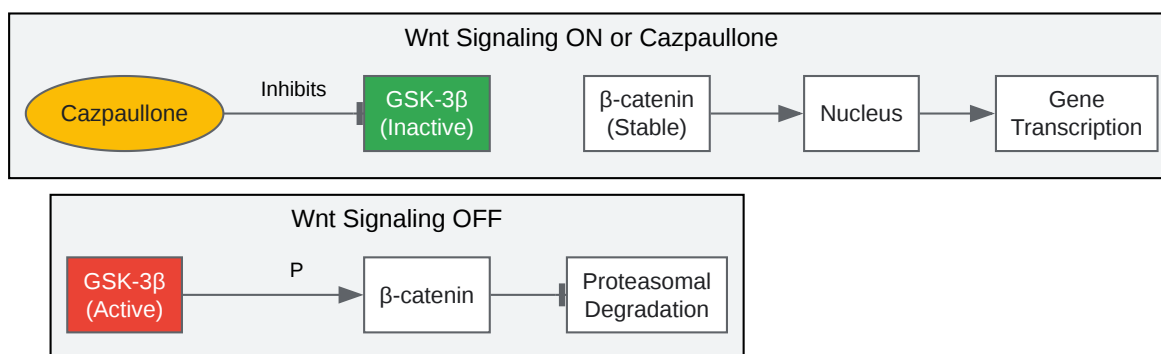 Wnt Signaling ON or Cazpaullone
Cazpaullone
Inhibits
GSK-3β
(Inactive)
β-catenin
(Stable)
Nucleus
Gene
Transcription
Wnt Signaling OFF
GSK-3β
(Active)
P
β-catenin
Proteasomal
Degradation